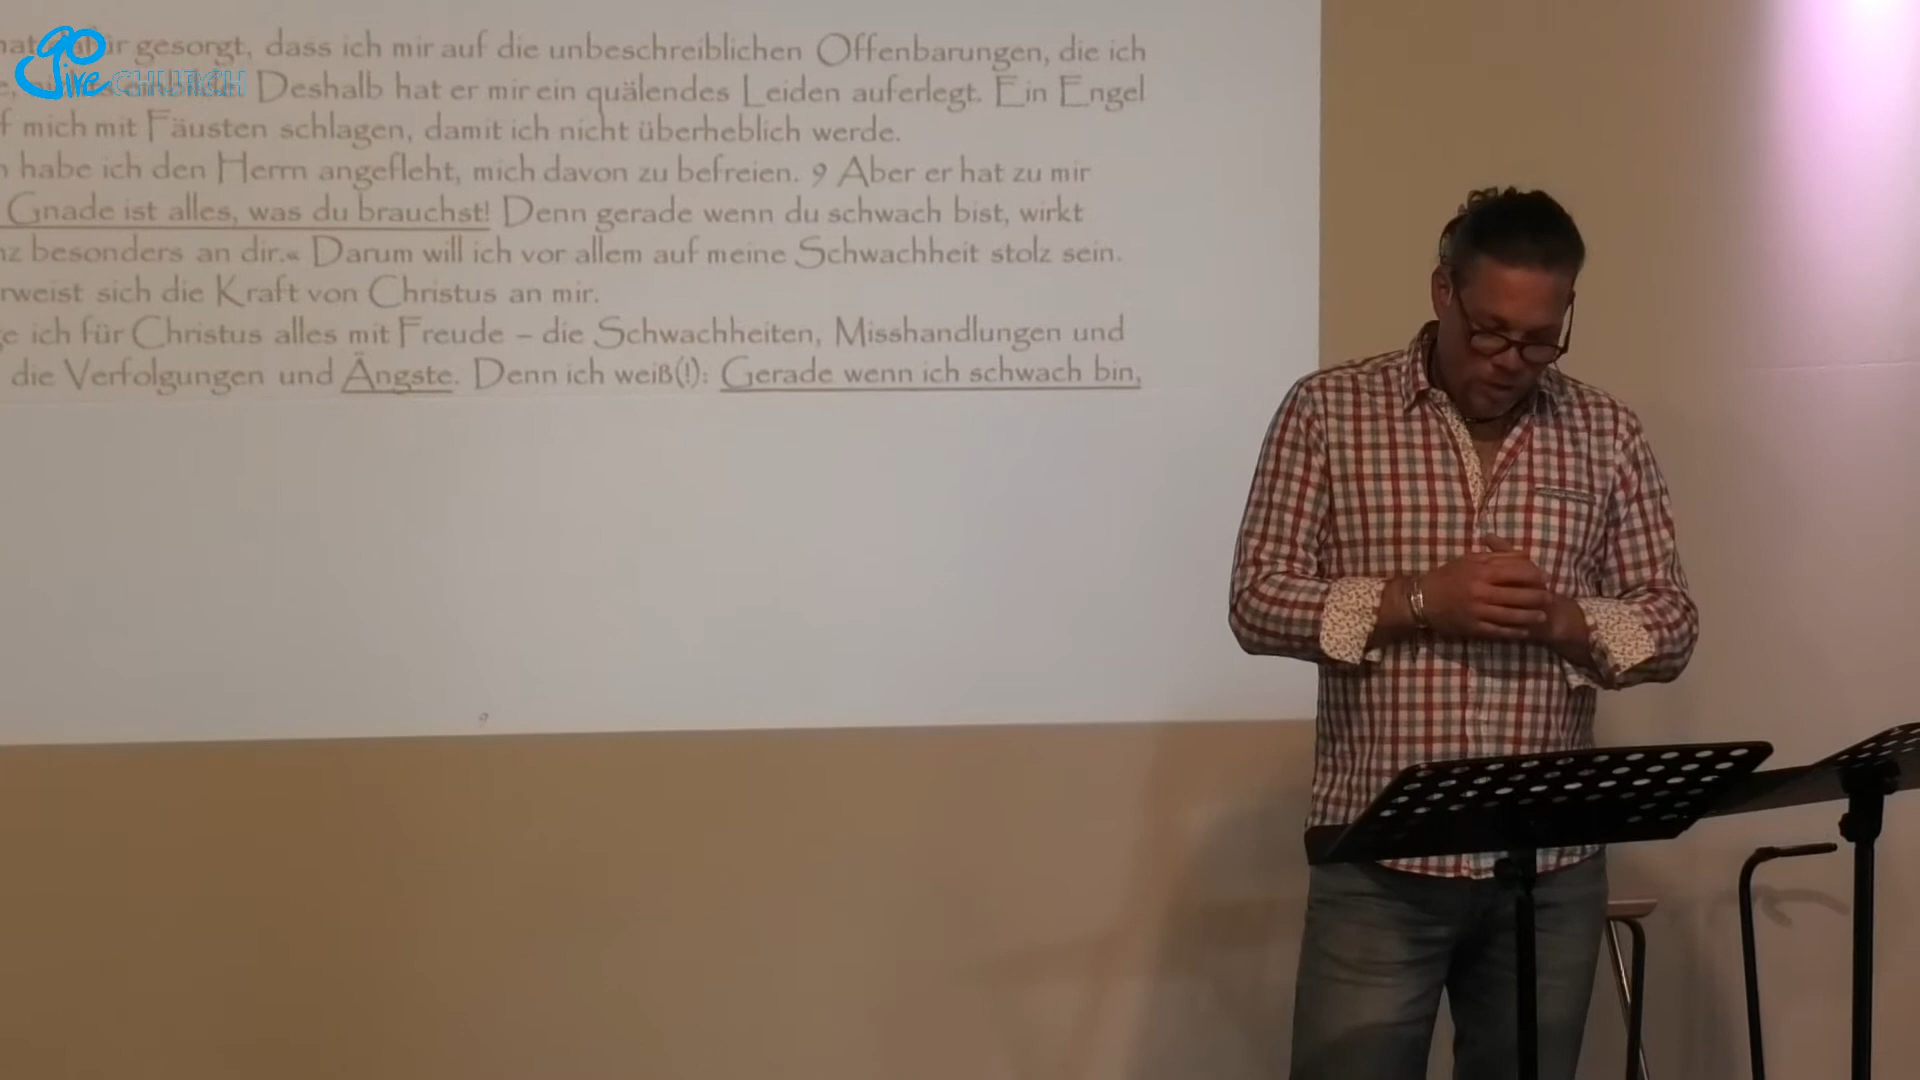 go
live CHURCH
gesorgt, dass ich mir auf die unbeschreiblichen Offenbarungen, die ich
Deshalb hat er mir ein quälendes Leiden auferlegt. Ein Engel
mich mit Fäusten schlagen, damit ich nicht überheblich werde.
habe ich den Herrn angefleht, mich davon zu befreien. 9 Aber er hat zu mir
Gnade ist alles, was du brauchst! Denn gerade wenn du schwach bist, wirkt
besonders an dir.« Darum will ich vor allem auf meine Schwachheit stolz sein.
sich die Kraft von Christus an mir.
ich für Christus alles mit Freude – die Schwachheiten, Misshandlungen und
die Verfolgungen und Ängste. Denn ich weiß(!): Gerade wenn ich schwach bin,
9